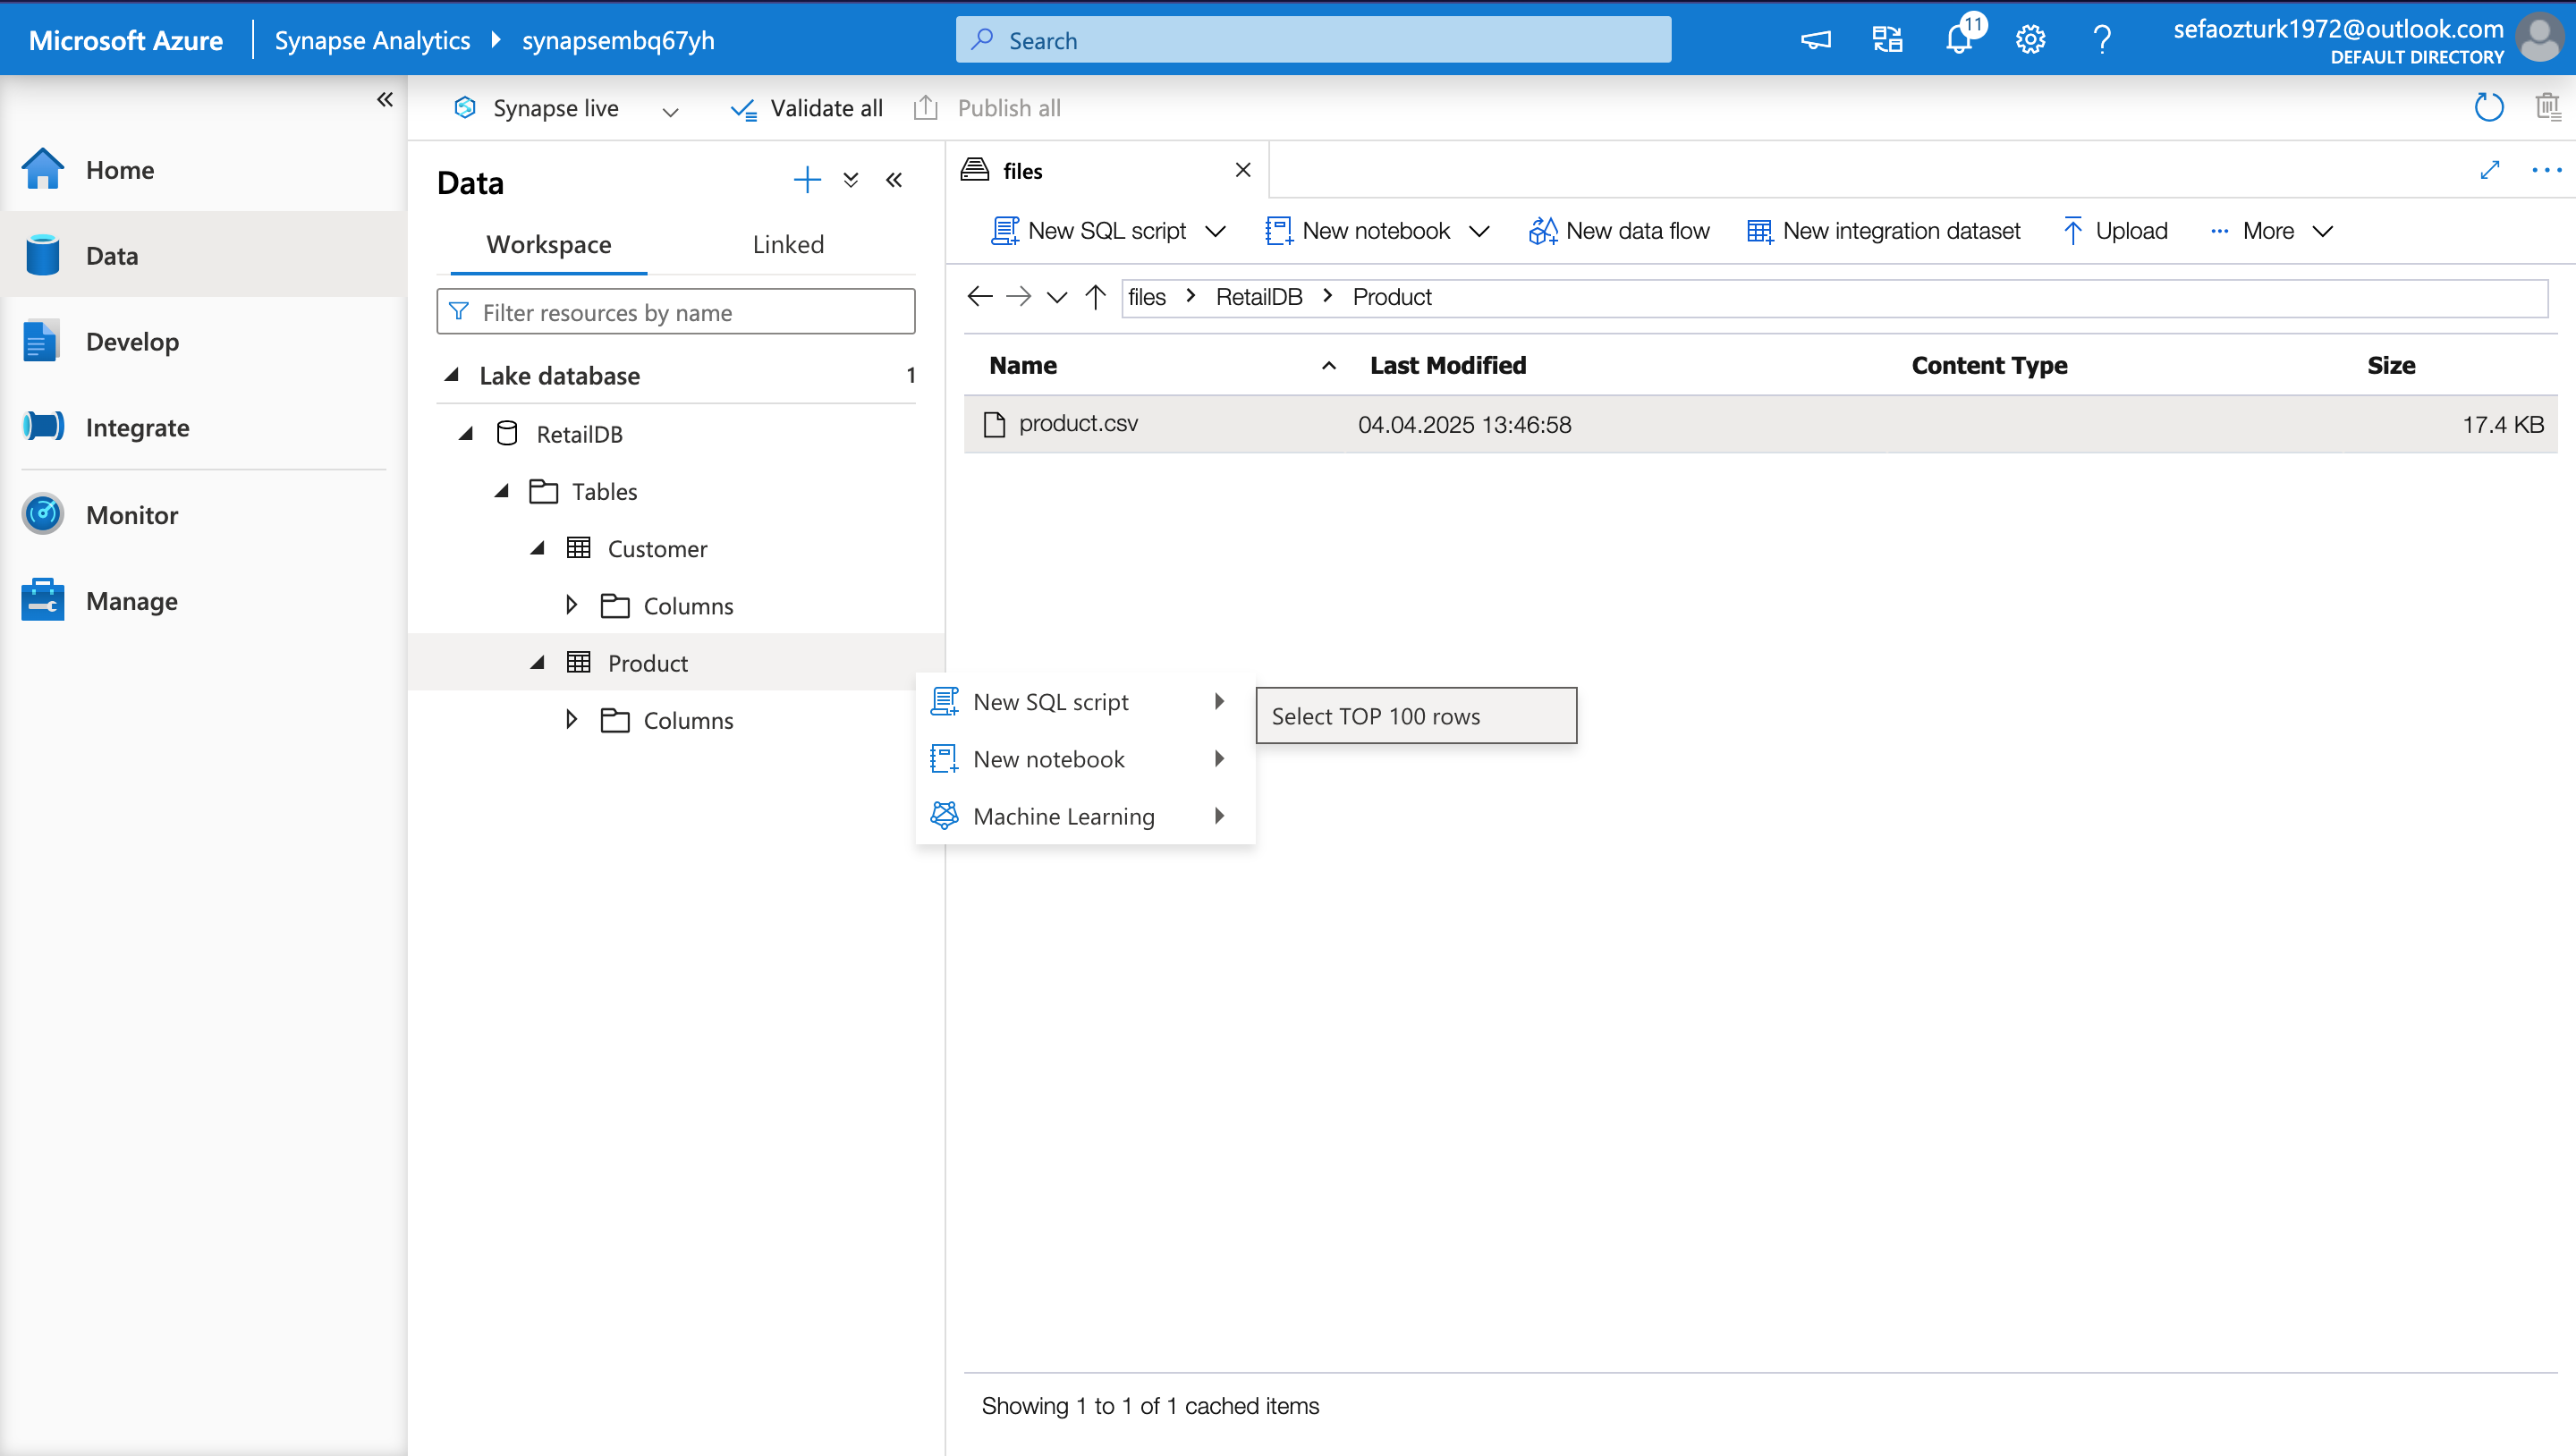 Microsoft Azure
Synapse Analytics
synapsembq67yh
Search
11
sefaozturk1972@outlook.com
DEFAULT DIRECTORY
Synapse live
Validate all
Publish all
Home
Data
Develop
Integrate
Monitor
Manage
Data
Workspace
Linked
Filter resources by name
Lake database 1
RetailDB
Tables
Customer
Columns
Product
Columns
New SQL script
New notebook
Machine Learning
Select TOP 100 rows
files
New SQL script
New notebook
New data flow
New integration dataset
Upload
More
files > RetailDB > Product
Name Last Modified Content Type Size
product.csv 04.04.2025 13:46:58 17.4 KB
Showing 1 to 1 of 1 cached items